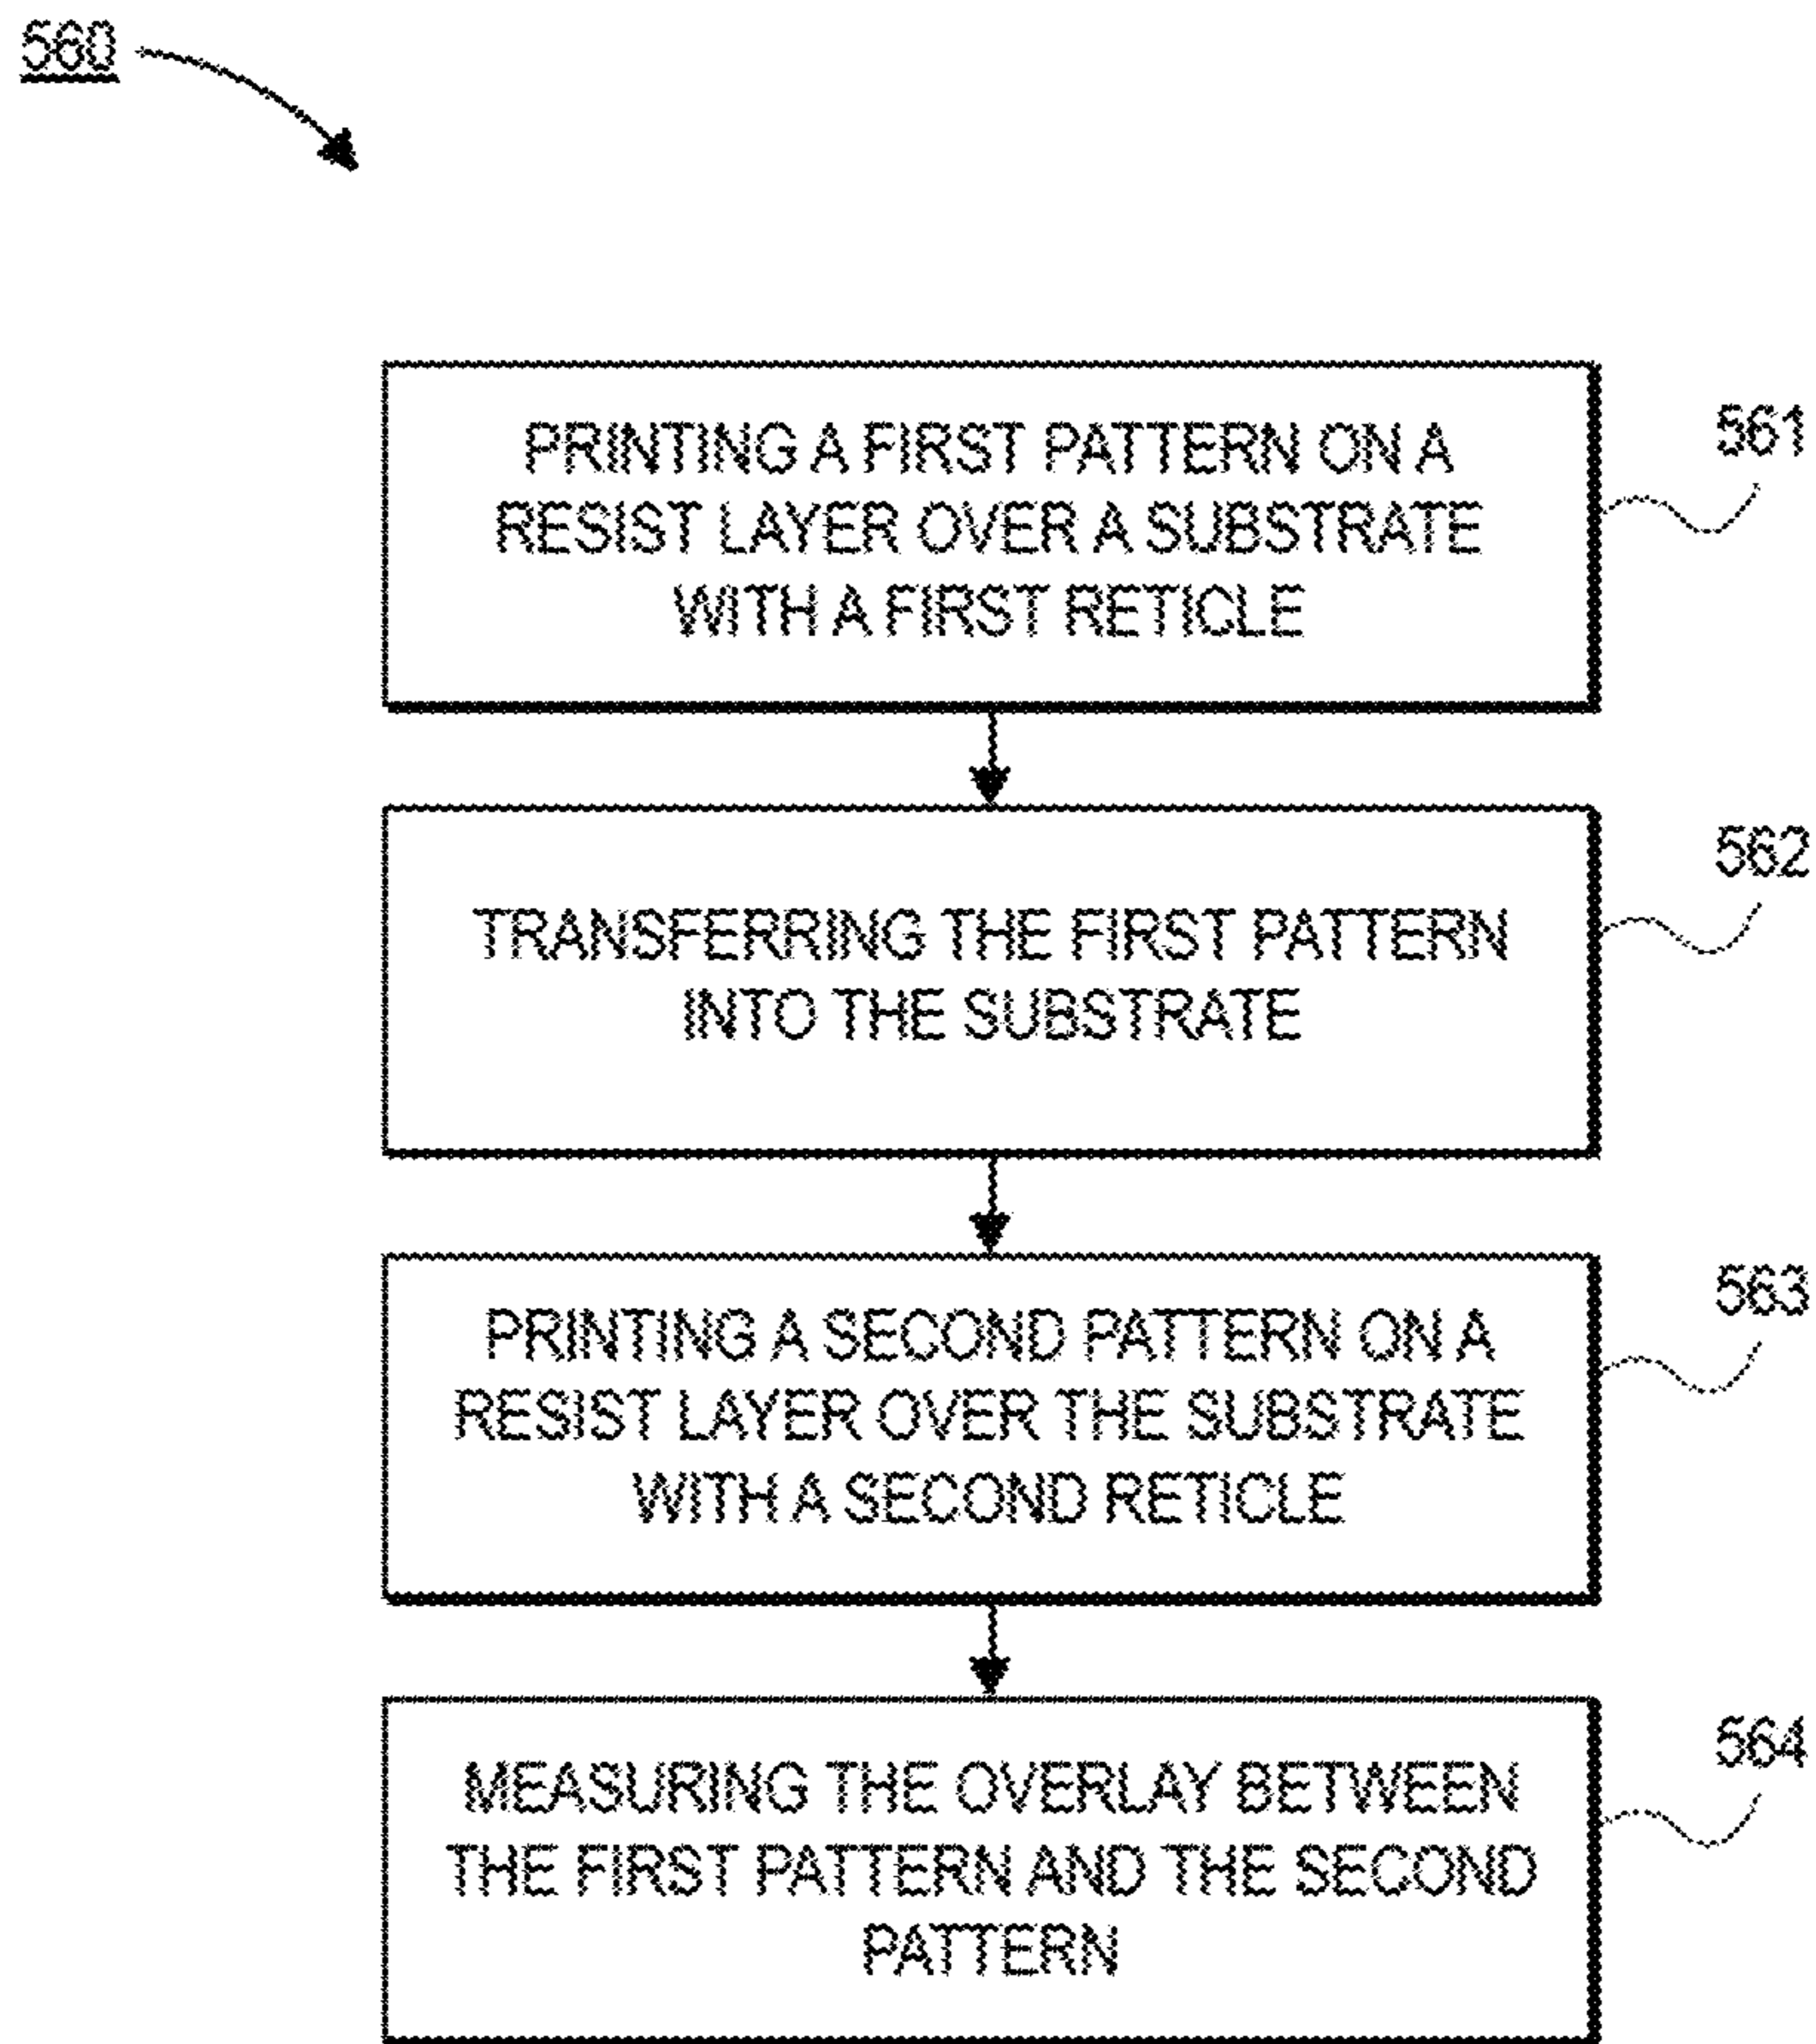 560
PRINTING A FIRST PATTERN ON A
RESIST LAYER OVER A SUBSTRATE
WITH A FIRST RETICLE
561
TRANSFERRING THE FIRST PATTERN
INTO THE SUBSTRATE
562
PRINTING A SECOND PATTERN ON A
RESIST LAYER OVER THE SUBSTRATE
WITH A SECOND RETICLE
563
MEASURING THE OVERLAY BETWEEN
THE FIRST PATTERN AND THE SECOND
PATTERN
564